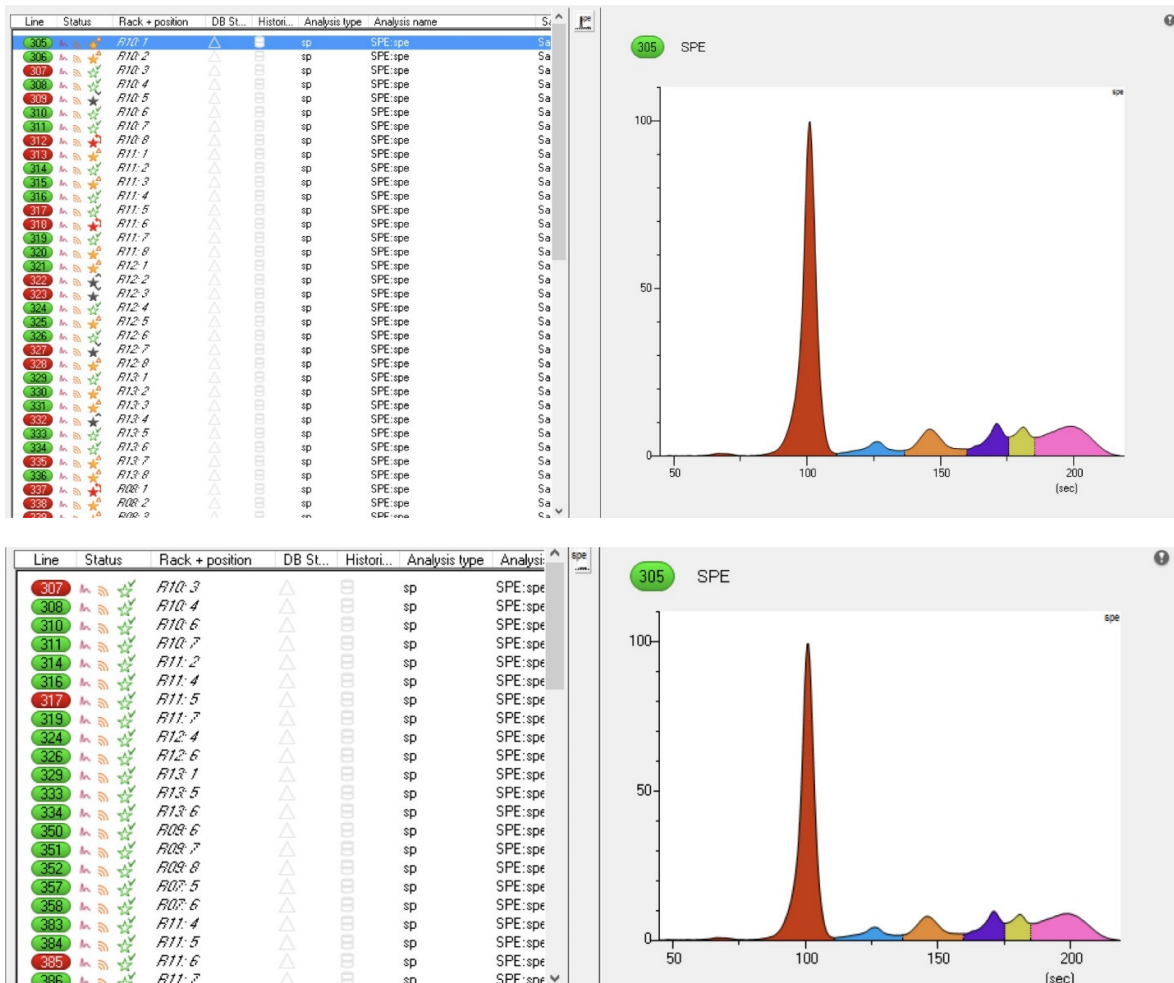 Line Status Rack + position DB St... Histori... Analysis type Analysis name Sa
305 R10: 1 sp SPE:spe Sa
306 R10: 2 sp SPE:spe Sa
307 R10: 3 sp SPE:spe Sa
308 R10: 4 sp SPE:spe Sa
309 R10: 5 sp SPE:spe Sa
310 R10: 6 sp SPE:spe Sa
311 R10: 7 sp SPE:spe Sa
312 R10: 8 sp SPE:spe Sa
313 R11: 1 sp SPE:spe Sa
314 R11: 2 sp SPE:spe Sa
315 R11: 3 sp SPE:spe Sa
316 R11: 4 sp SPE:spe Sa
317 R11: 5 sp SPE:spe Sa
318 R11: 6 sp SPE:spe Sa
319 R11: 7 sp SPE:spe Sa
320 R11: 8 sp SPE:spe Sa
321 R12: 1 sp SPE:spe Sa
322 R12: 2 sp SPE:spe Sa
323 R12: 3 sp SPE:spe Sa
324 R12: 4 sp SPE:spe Sa
325 R12: 5 sp SPE:spe Sa
326 R12: 6 sp SPE:spe Sa
327 R12: 7 sp SPE:spe Sa
328 R12: 8 sp SPE:spe Sa
329 R13: 1 sp SPE:spe Sa
330 R13: 2 sp SPE:spe Sa
331 R13: 3 sp SPE:spe Sa
332 R13: 4 sp SPE:spe Sa
333 R13: 5 sp SPE:spe Sa
334 R13: 6 sp SPE:spe Sa
335 R13: 7 sp SPE:spe Sa
336 R13: 8 sp SPE:spe Sa
337 R08: 1 sp SPE:spe Sa
338 R08: 2 sp SPE:spe Sa
339 R08: 3 sp SPE:spe Sa
spe
305 SPE
spe
100
50
0
50 100 150 200
(sec)
Line Status Rack + position DB St... Histori... Analysis type Analysi:
307 R10: 3 sp SPE:spe
308 R10: 4 sp SPE:spe
310 R10: 6 sp SPE:spe
311 R10: 7 sp SPE:spe
314 R11: 2 sp SPE:spe
316 R11: 4 sp SPE:spe
317 R11: 5 sp SPE:spe
319 R11: 7 sp SPE:spe
324 R12: 4 sp SPE:spe
326 R12: 6 sp SPE:spe
329 R13: 1 sp SPE:spe
333 R13: 5 sp SPE:spe
334 R13: 6 sp SPE:spe
350 R09: 6 sp SPE:spe
351 R09: 7 sp SPE:spe
352 R09: 8 sp SPE:spe
357 R07: 5 sp SPE:spe
358 R07: 6 sp SPE:spe
383 R11: 4 sp SPE:spe
384 R11: 5 sp SPE:spe
385 R11: 6 sp SPE:spe
386 R11: 7 sp SPE:spe
spe
305 SPE
spe
100
50
0
50 100 150 200
(sec)